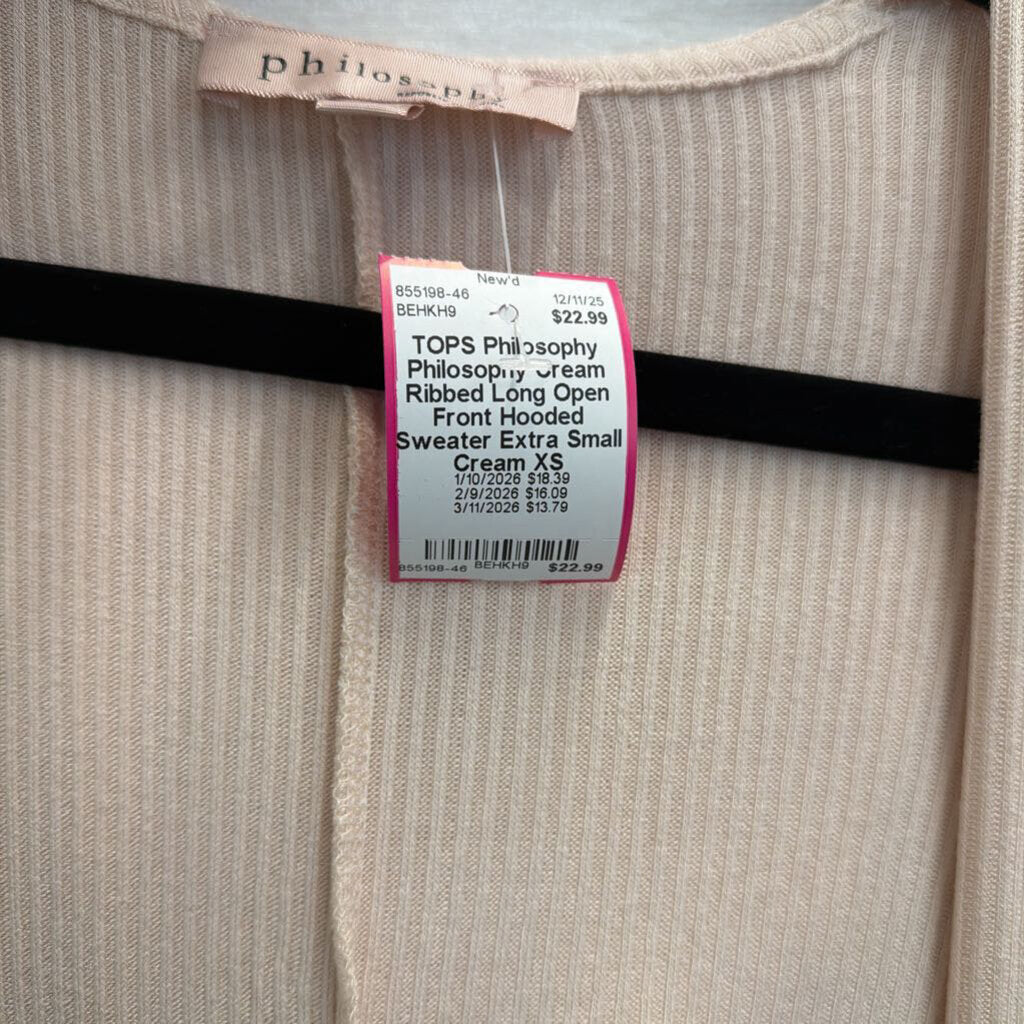 philosophy
New'd
855198-46 12/11/25
BEHKH9 $22.99
TOPS Philosophy
Philosophy Cream
Ribbed Long Open
Front Hooded
Sweater Extra Small
Cream XS
1/10/2026 $18.39
2/9/2026 $16.09
3/11/2026 $13.79
855198-46 BEHKH9 $22.99